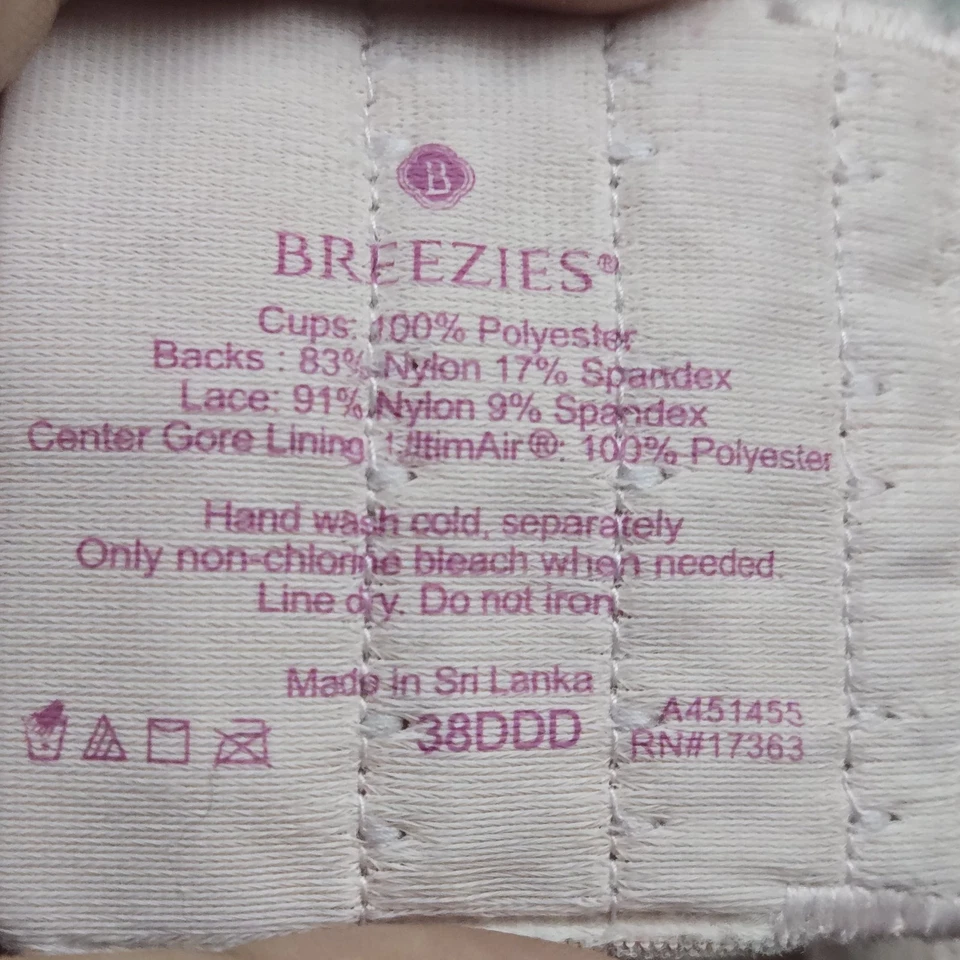 B
BREEZIES®
Cups: 100% Polyester
Backs : 83% Nylon 17% Spandex
Lace: 91% Nylon 9% Spandex
Center Gore Lining UltimAir®: 100% Polyester
Hand wash cold, separately
Only non-chlorine bleach when needed.
Line dry. Do not iron.
Made in Sri Lanka
38DDD
A451455
RN#17363